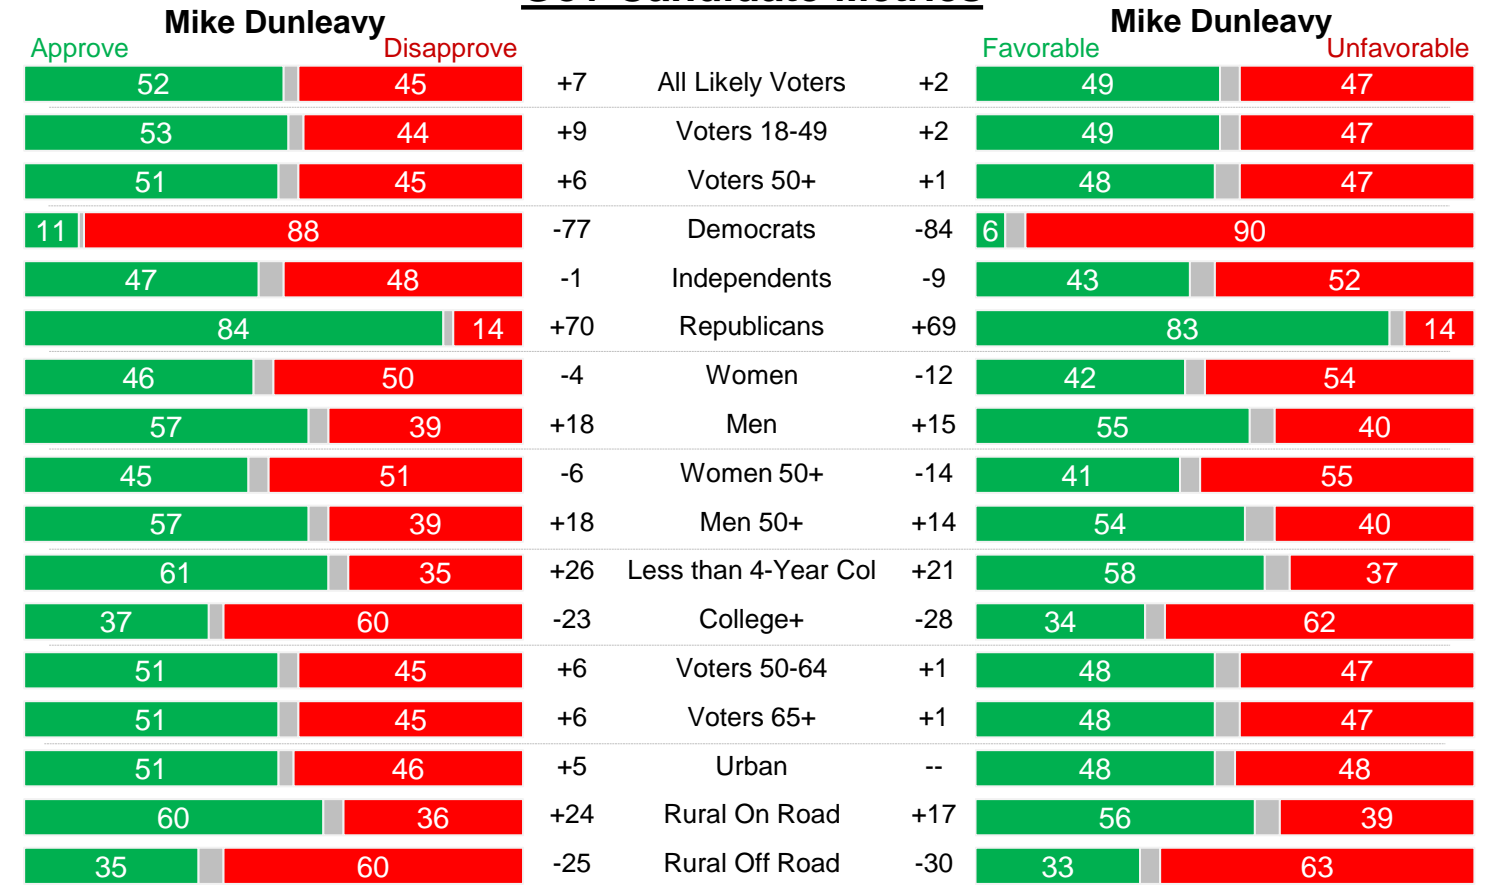 Mike Dunleavy Mike Dunleavy
Approve Disapprove Favorable Unfavorable
52 45 +7 All Likely Voters +2 49 47
53 44 +9 Voters 18-49 +2 49 47
51 45 +6 Voters 50+ +1 48 47
11 88 -77 Democrats -84 6 90
47 48 -1 Independents -9 43 52
84 14 +70 Republicans +69 83 14
46 50 -4 Women -12 42 54
57 39 +18 Men +15 55 40
45 51 -6 Women 50+ -14 41 55
57 39 +18 Men 50+ +14 54 40
61 35 +26 Less than 4-Year Col +21 58 37
37 60 -23 College+ -28 34 62
51 45 +6 Voters 50-64 +1 48 47
51 45 +6 Voters 65+ +1 48 47
51 46 +5 Urban -- 48 48
60 36 +24 Rural On Road +17 56 39
35 60 -25 Rural Off Road -30 33 63